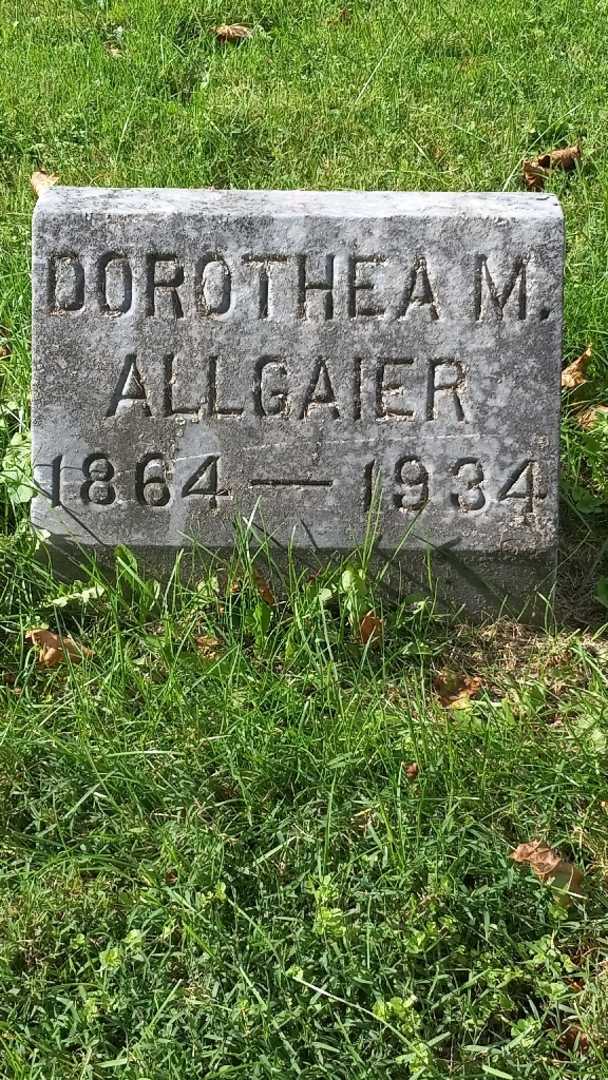 DOROTHEA M.
ALLGAIER
1864 — 1934